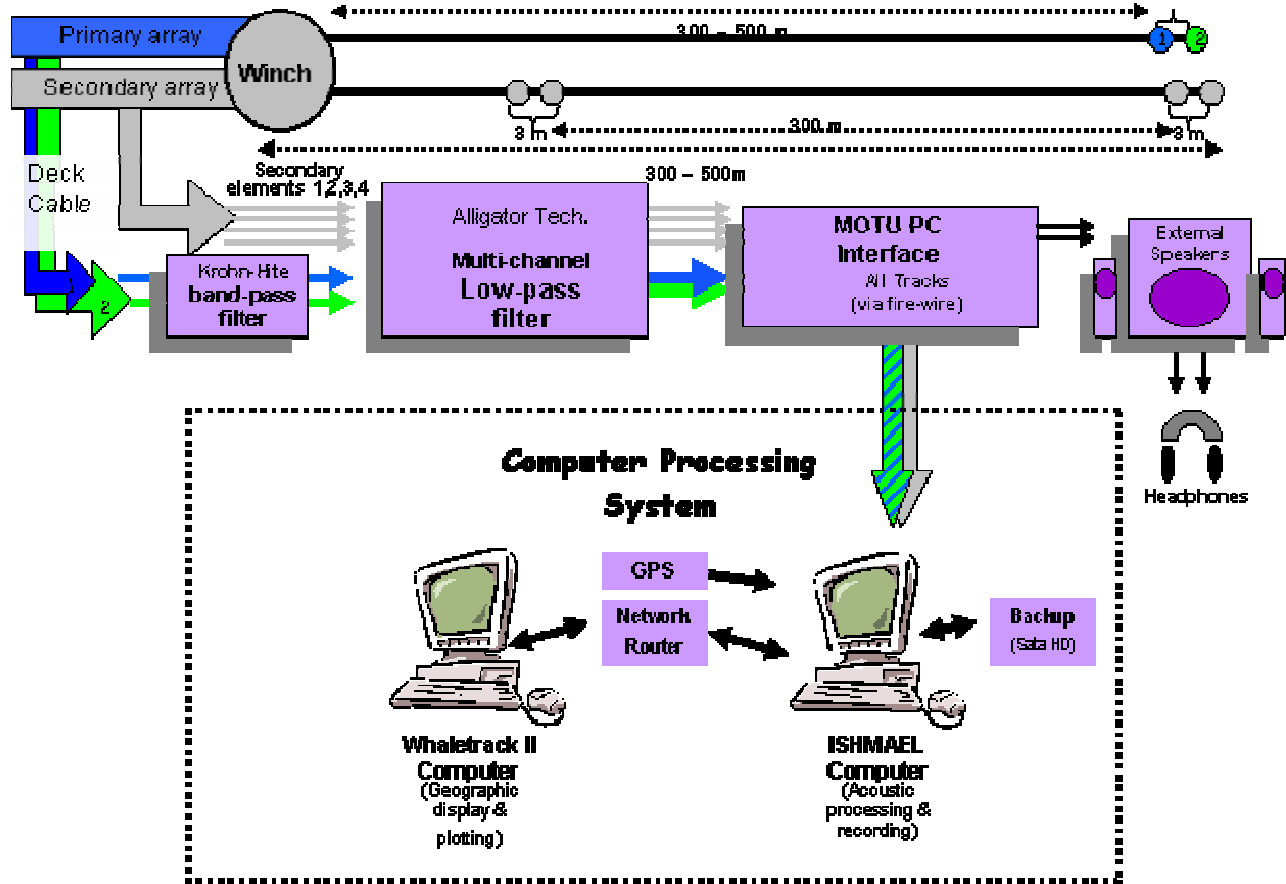 Primary array
300 – 500 m
1
2
Winch
Secondary array
3 m
300 m
3 m
Deck
Cable
Secondary
elements 1,2,3,4
300 – 500m
Alligator Tech.
Multi-channel
Low-pass
filter
MOTU PC
Interface
All Tracks
(via fire-wire)
External
Speakers
Krohn-Hite
band-pass
filter
2
Headphones
Computer Processing
System
GPS
Network
Router
Backup
(Sata HD)
Whaletrack II
Computer
(Geographic
display &
plotting)
ISHMAEL
Computer
(Acoustic
processing &
recording)